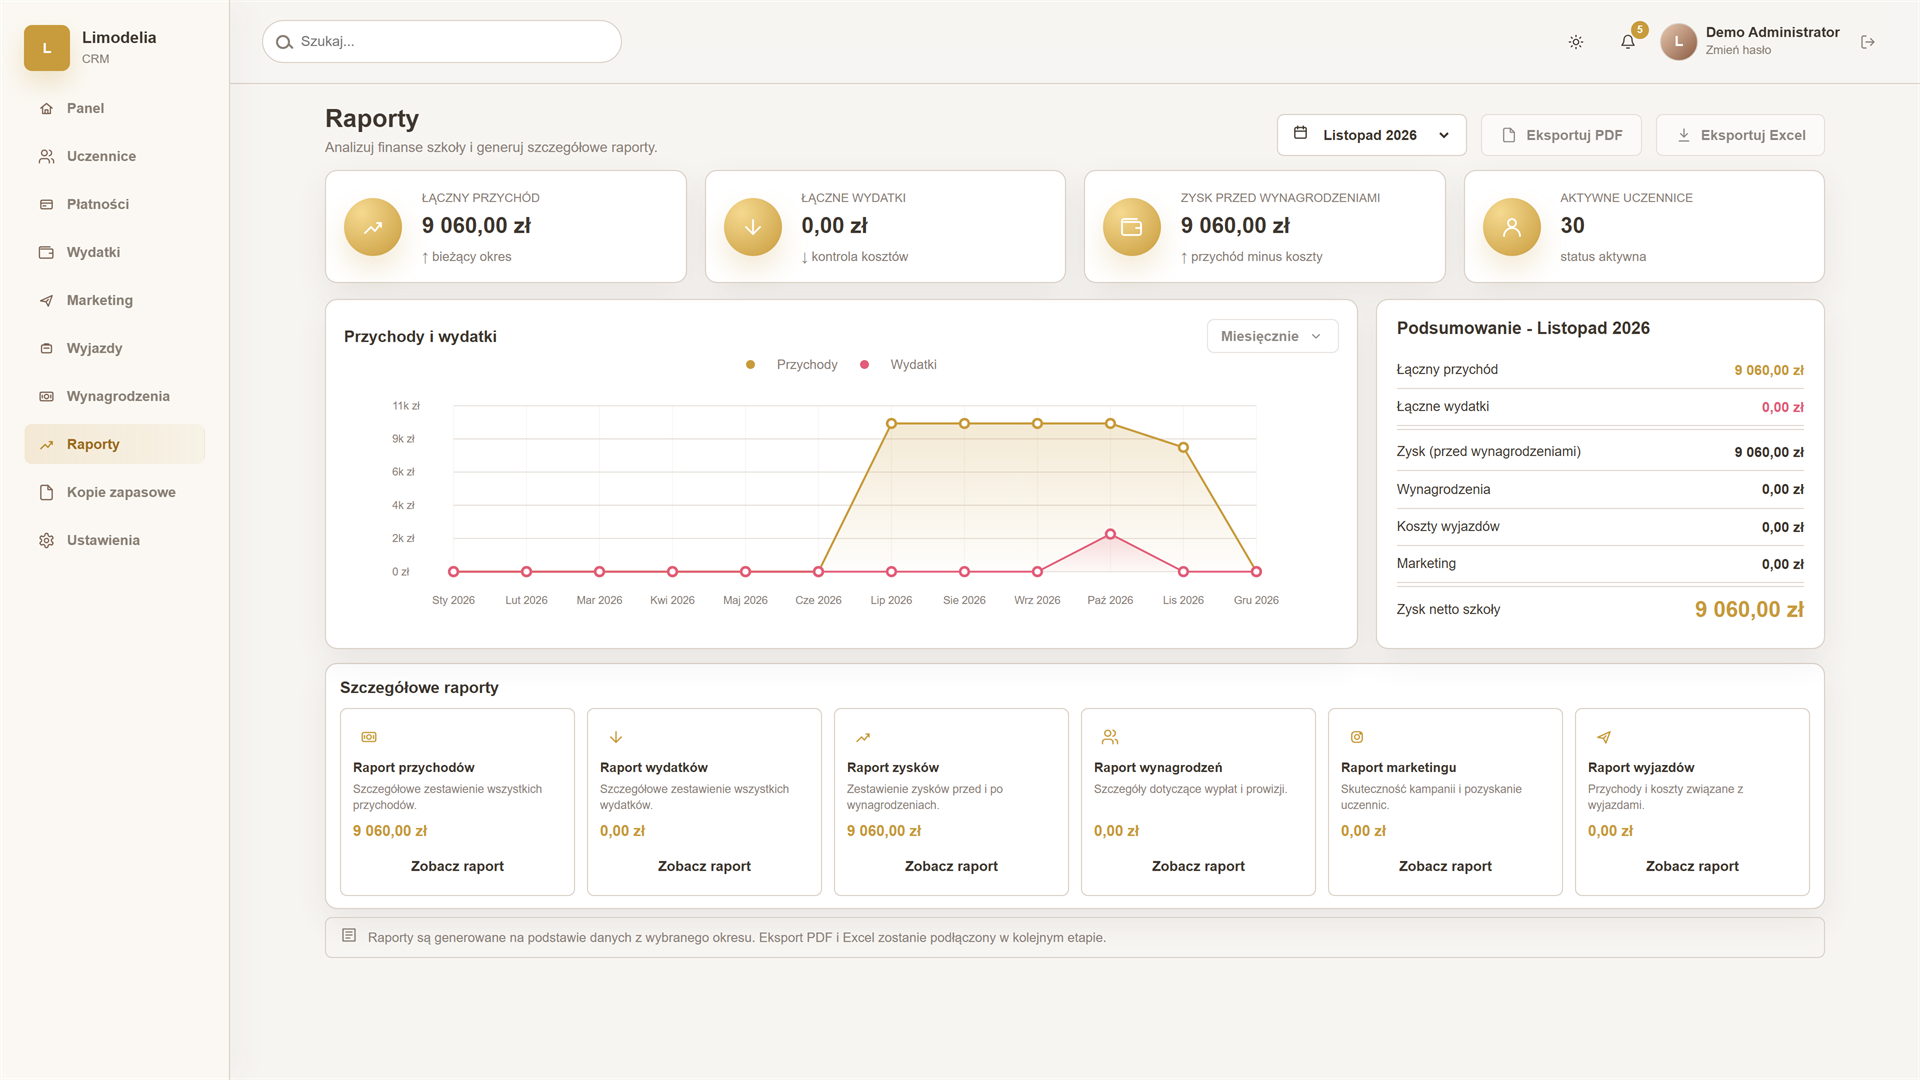 L
Limodelia
CRM
Panel
Uczennice
Płatności
Wydatki
Marketing
Wyjazdy
Wynagrodzenia
Raporty
Kopie zapasowe
Ustawienia
Szukaj...
5
L
Demo Administrator
Zmień hasło
Raporty
Analizuj finanse szkoły i generuj szczegółowe raporty.
Listopad 2026
Eksportuj PDF
Eksportuj Excel
ŁĄCZNY PRZYCHÓD
9 060,00 zł
↑ bieżący okres
ŁĄCZNE WYDATKI
0,00 zł
↓ kontrola kosztów
ZYSK PRZED WYNAGRODZENIAMI
9 060,00 zł
↑ przychód minus koszty
AKTYWNE UCZENNICE
30
status aktywna
Przychody i wydatki
Miesięcznie
Przychody
Wydatki
11k zł
9k zł
6k zł
4k zł
2k zł
0 zł
Sty 2026
Lut 2026
Mar 2026
Kwi 2026
Maj 2026
Cze 2026
Lip 2026
Sie 2026
Wrz 2026
Paź 2026
Lis 2026
Gru 2026
Podsumowanie - Listopad 2026
Łączny przychód 9 060,00 zł
Łączne wydatki 0,00 zł
Zysk (przed wynagrodzeniami) 9 060,00 zł
Wynagrodzenia 0,00 zł
Koszty wyjazdów 0,00 zł
Marketing 0,00 zł
Zysk netto szkoły 9 060,00 zł
Szczegółowe raporty
Raport przychodów
Szczegółowe zestawienie wszystkich
przychodów.
9 060,00 zł
Zobacz raport
Raport wydatków
Szczegółowe zestawienie wszystkich
wydatków.
0,00 zł
Zobacz raport
Raport zysków
Zestawienie zysków przed i po
wynagrodzeniach.
9 060,00 zł
Zobacz raport
Raport wynagrodzeń
Szczegóły dotyczące wypłat i prowizji.
0,00 zł
Zobacz raport
Raport marketingu
Skuteczność kampanii i pozyskanie
uczennic.
0,00 zł
Zobacz raport
Raport wyjazdów
Przychody i koszty związane z
wyjazdami.
0,00 zł
Zobacz raport
Raporty są generowane na podstawie danych z wybranego okresu. Eksport PDF i Excel zostanie podłączony w kolejnym etapie.